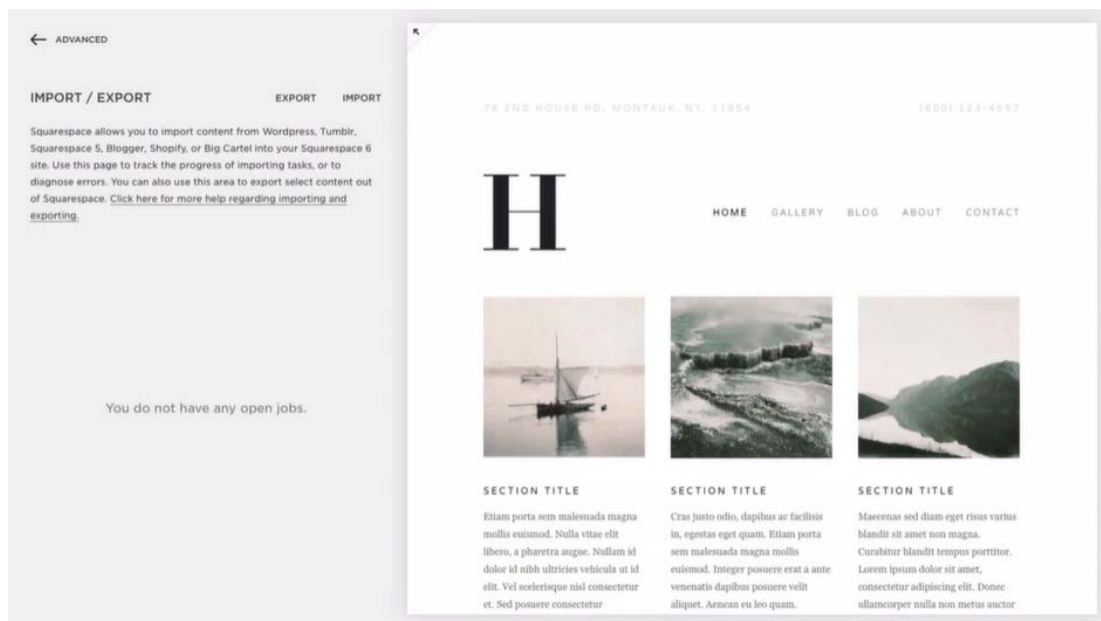 ADVANCED
IMPORT / EXPORT EXPORT IMPORT
Squarespace allows you to import content from Wordpress, Tumblr,
Squarespace 5, Blogger, Shopify, or Big Cartel into your Squarespace 6
site. Use this page to track the progress of importing tasks, or to
diagnose errors. You can also use this area to export select content out
of Squarespace. Click here for more help regarding importing and
exporting.
You do not have any open jobs.
76 2ND HOUSE RD, MONTAUK, NY, 11954 (800) 123-4567
H
HOME GALLERY BLOG ABOUT CONTACT
SECTION TITLE
Etiam porta sem malesuada magna
mollis euismod. Nulla vitae elit
libero, a pharetra augue. Nullam id
dolor id nibh ultricies vehicula ut id
elit. Vel scelerisque nisl consectetur
et. Sed posuere consectetur
SECTION TITLE
Cras justo odio, dapibus ac facilisis
in, egestas eget quam. Etiam porta
sem malesuada magna mollis
euismod. Integer posuere erat a ante
venenatis dapibus posuere velit
aliquet. Aenean eu leo quam.
SECTION TITLE
Maecenas sed diam eget risus varius
blandit sit amet non magna.
Curabitur blandit tempus porttitor.
Lorem ipsum dolor sit amet,
consectetur adipiscing elit. Donec
ullamcorper nulla non metus auctor